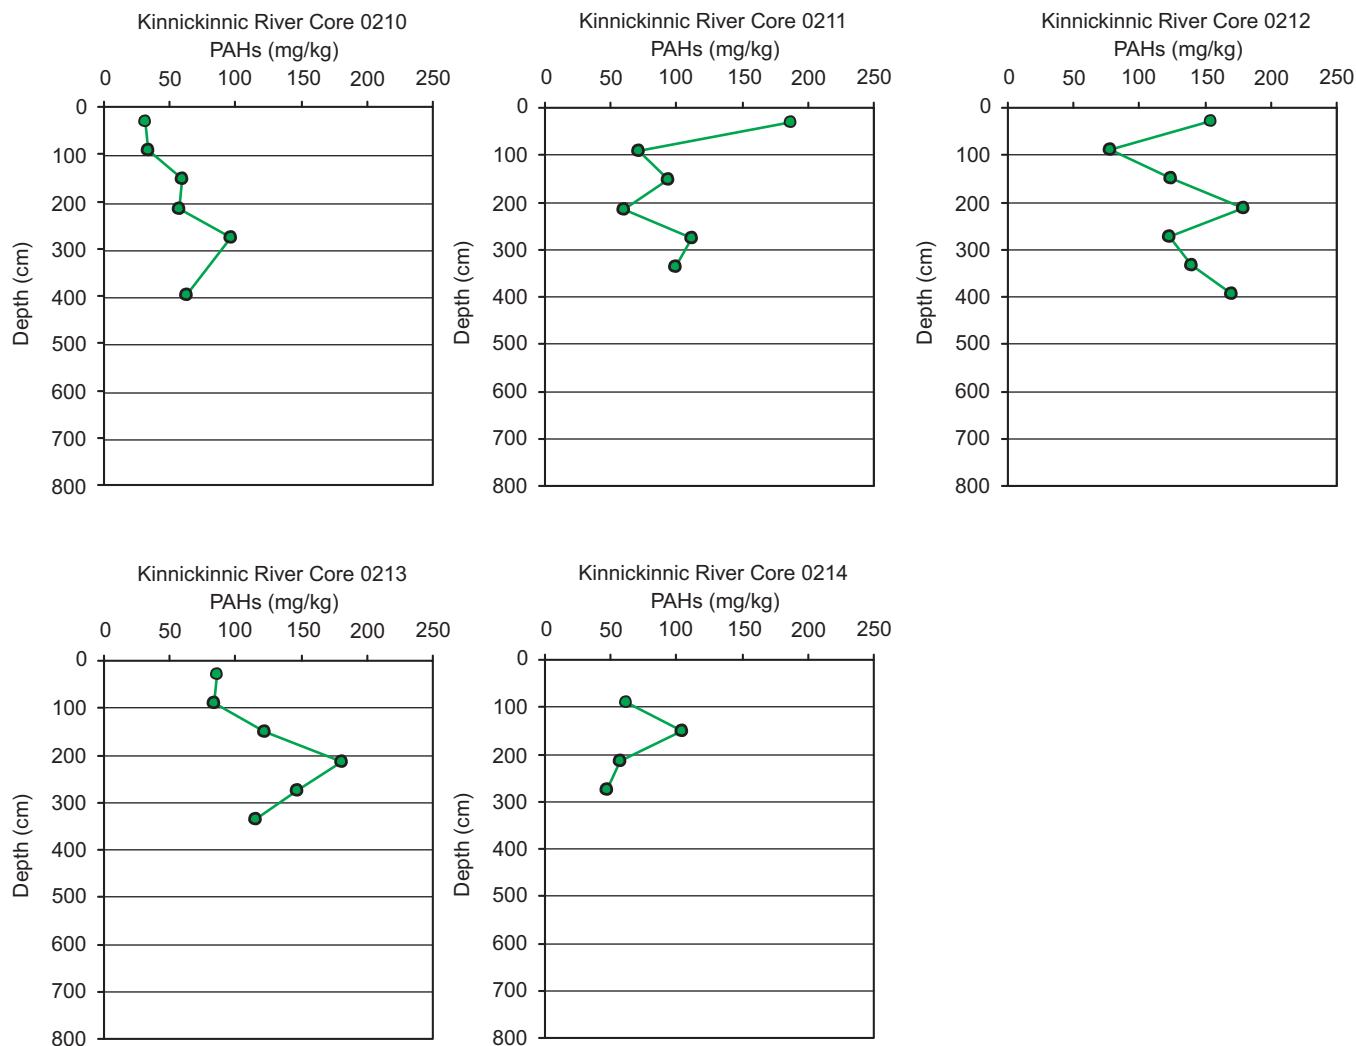 Kinnickinnic River Core 0210
PAHs (mg/kg)
0 50 100 150 200 250
0
100
200
300
400
500
600
700
800
Depth (cm)
Kinnickinnic River Core 0211
PAHs (mg/kg)
0 50 100 150 200 250
0
100
200
300
400
500
600
700
800
Depth (cm)
Kinnickinnic River Core 0212
PAHs (mg/kg)
0 50 100 150 200 250
0
100
200
300
400
500
600
700
800
Depth (cm)
Kinnickinnic River Core 0213
PAHs (mg/kg)
0 50 100 150 200 250
0
100
200
300
400
500
600
700
800
Depth (cm)
Kinnickinnic River Core 0214
PAHs (mg/kg)
0 50 100 150 200 250
0
100
200
300
400
500
600
700
800
Depth (cm)